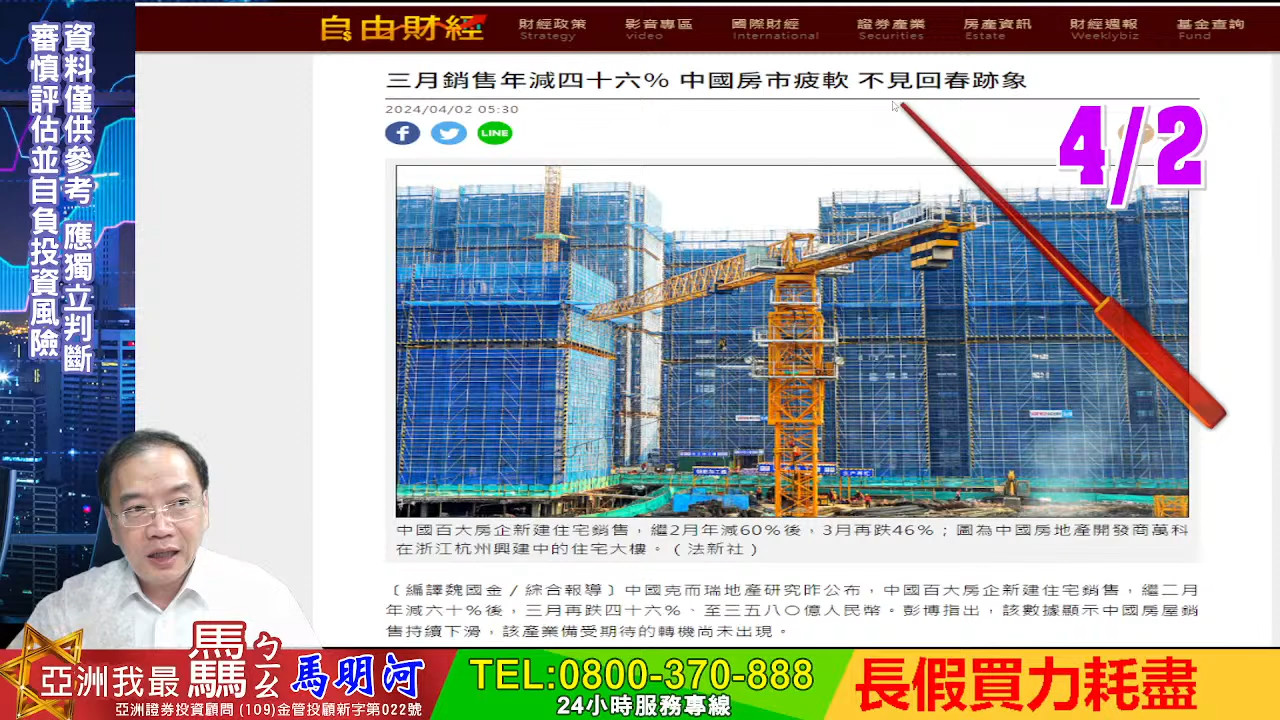 資料僅供參考 應獨立判斷
審慎評估並自負投資風險
自由財經
財經政策 影音專區 國際財經 證券產業 房產資訊 財經週報 基金查詢
Strategy video International Securities Estate Weeklybiz Fund
三月銷售年減四十六% 中國房市疲軟 不見回春跡象
2024/04/02 05:30
LINE
4/2
中國百大房企新建住宅銷售，繼2月年減60%後，3月再跌46%；圖為中國房地產開發商萬科
在浙江杭州興建中的住宅大樓。（法新社）
〔編譯魏國金／綜合報導〕中國克而瑞地產研究昨公布，中國百大房企新建住宅銷售，繼二月
年減六十%後，三月再跌四十六%、至三五八〇億人民幣。彭博指出，該數據顯示中國房屋銷
售持續下滑，該產業備受期待的轉機尚未出現。
亞洲我最馬驫ㄅㄧㄠ馬明河
亞洲證券投資顧問 (109)金管投顧新字第022號
TEL:0800-370-888
24小時服務專線
長假買力耗盡